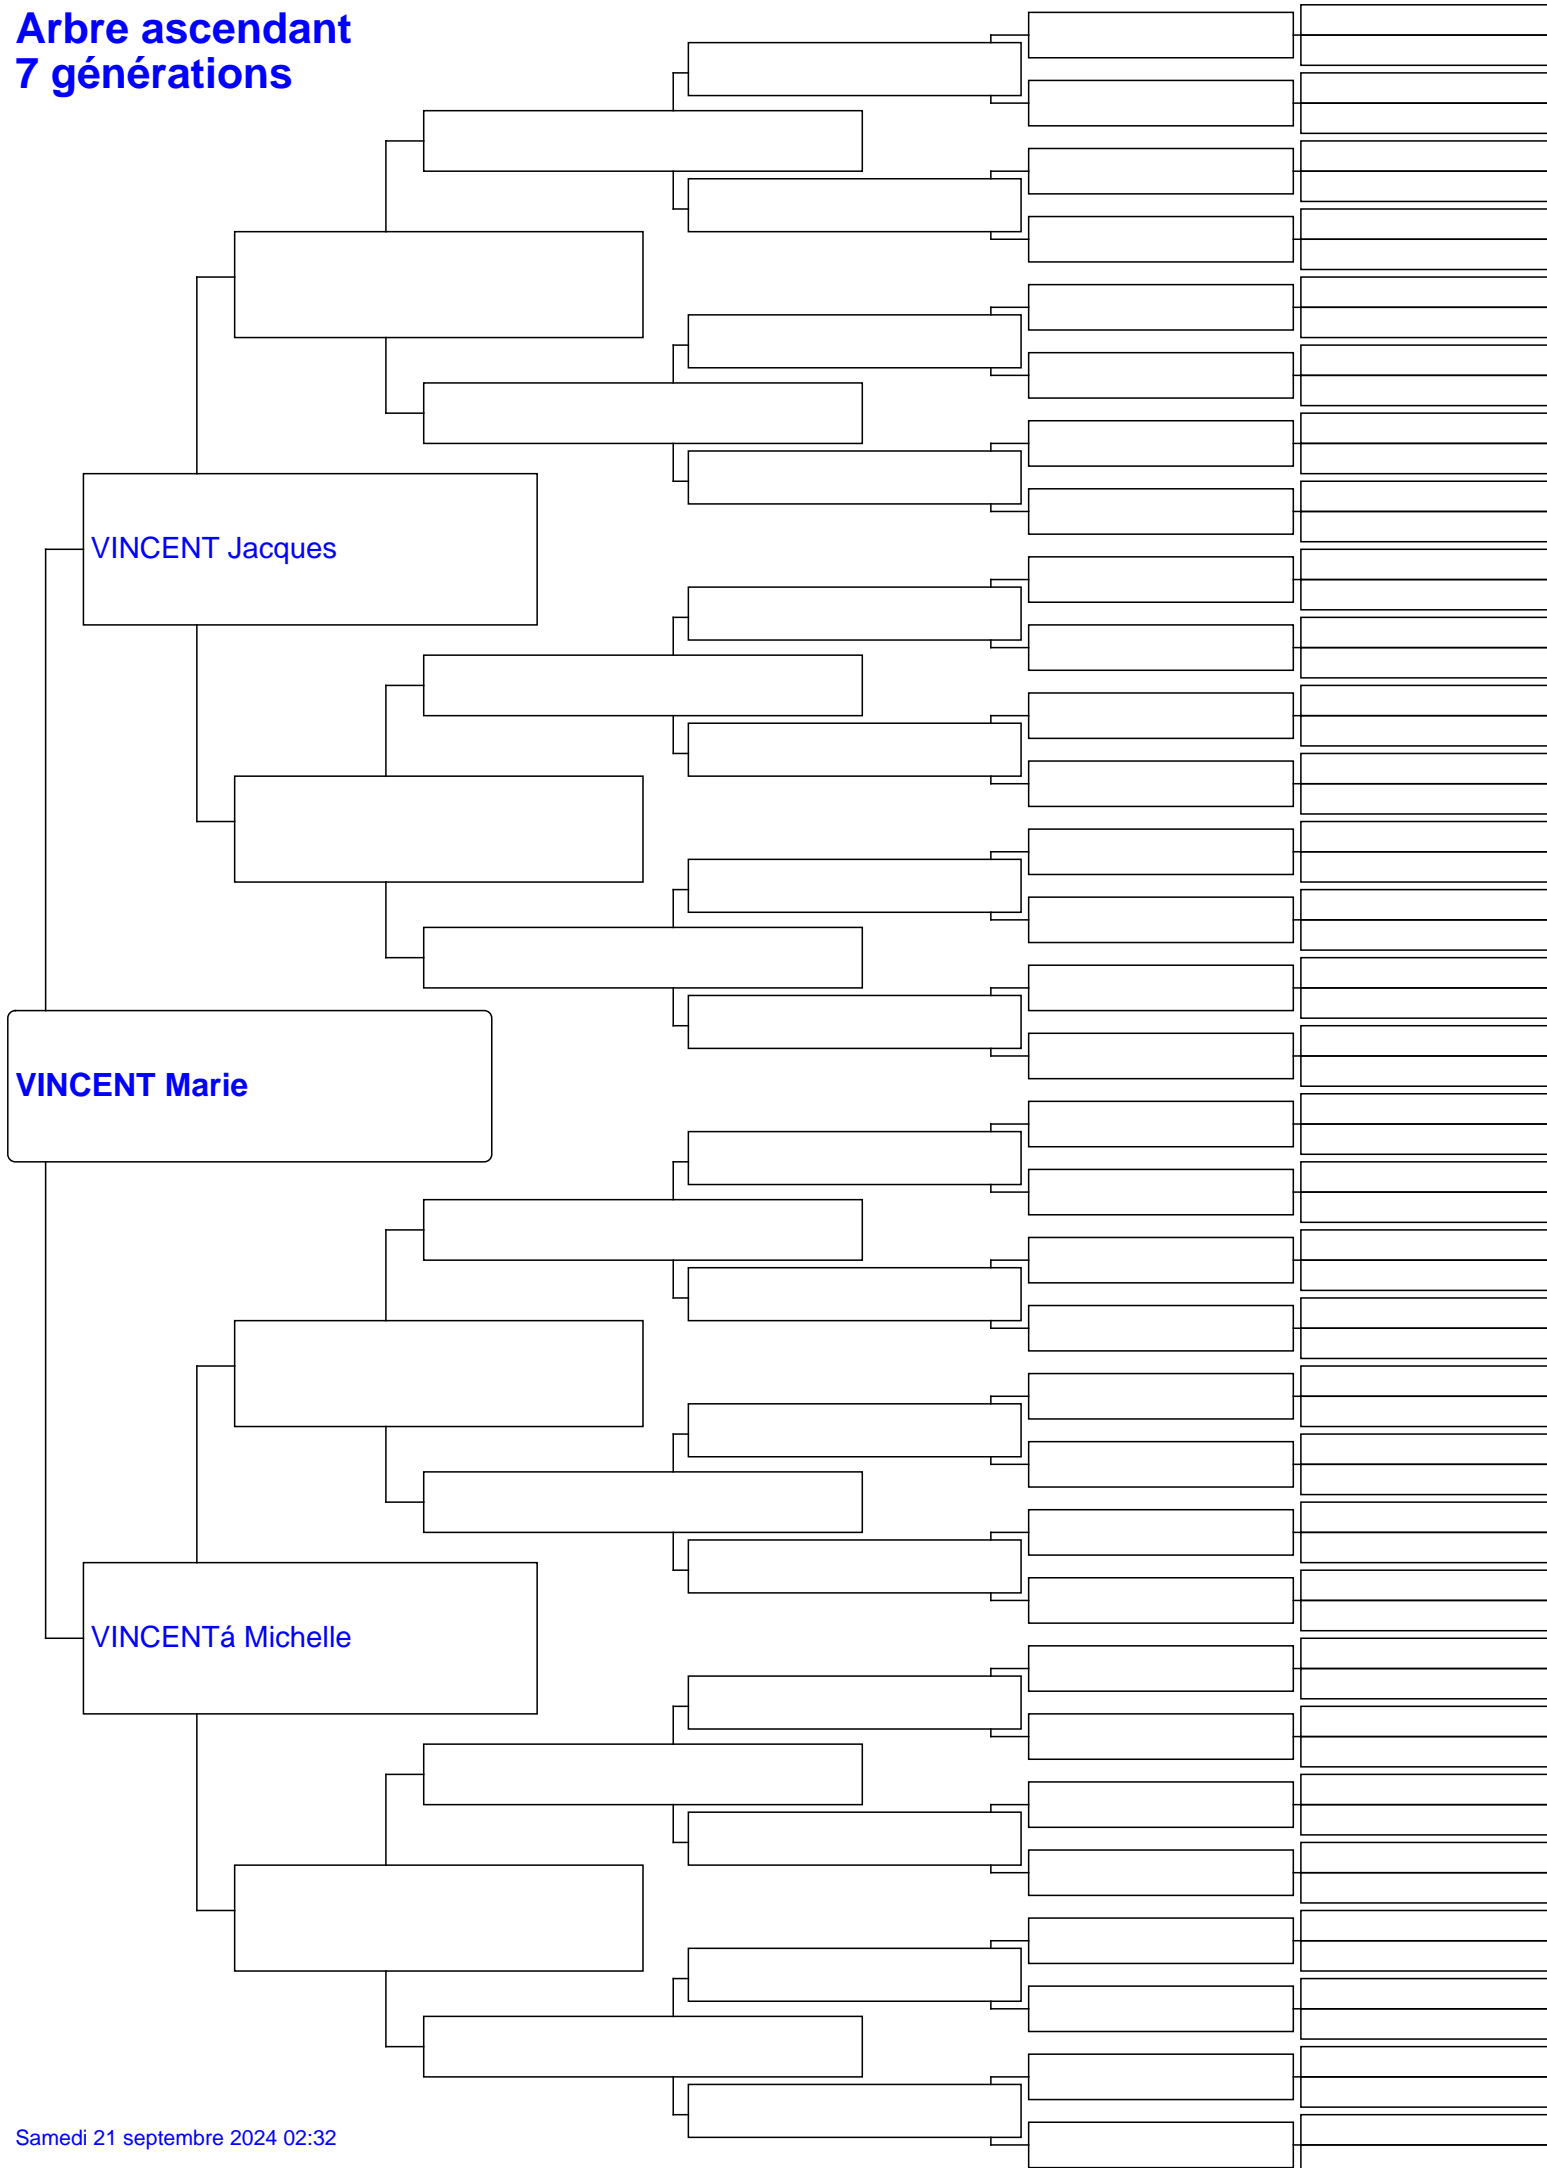 Arbre ascendant
7 générations
VINCENT Jacques
VINCENT Marie
VINCENTá Michelle
Samedi 21 septembre 2024 02:32